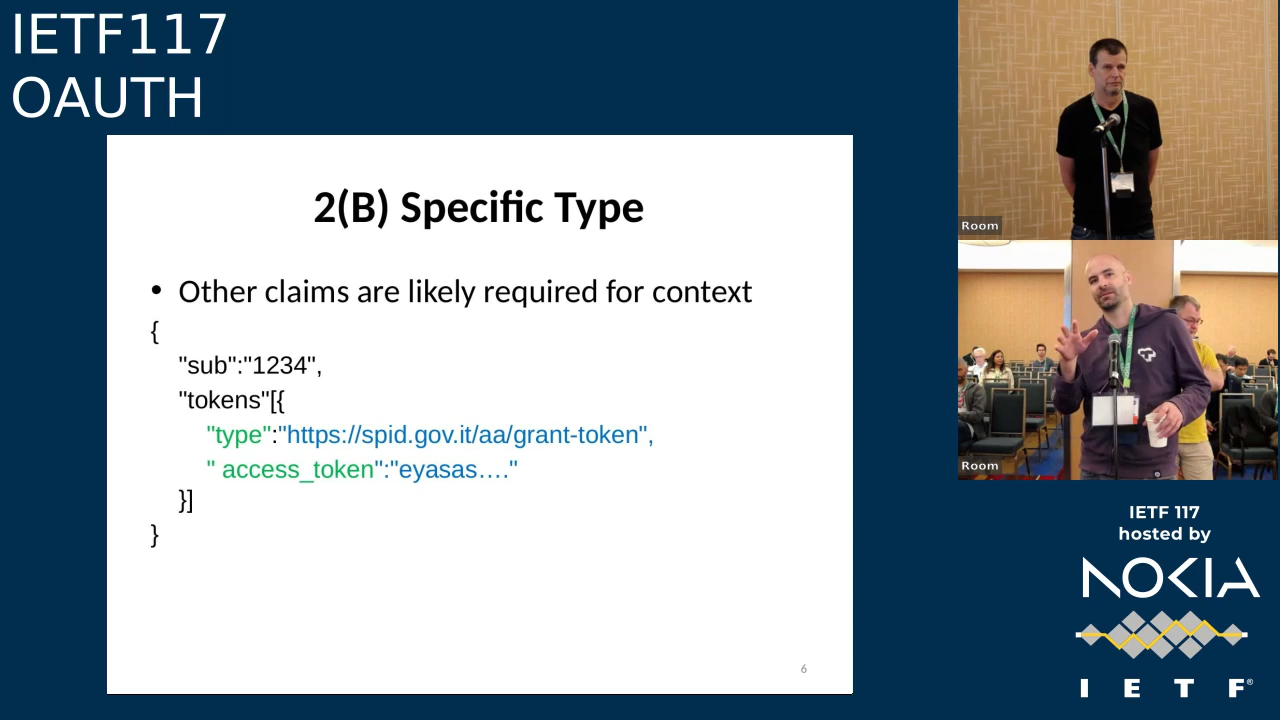 IETF117
OAUTH
2(B) Specific Type
• Other claims are likely required for context
{
"sub":"1234",
"tokens"[{
"type":"https://spid.gov.it/aa/grant-token",
" access_token":"eyasas…."
}]
}
6
Room
Room
IETF 117
hosted by
NOKIA
I E T F®